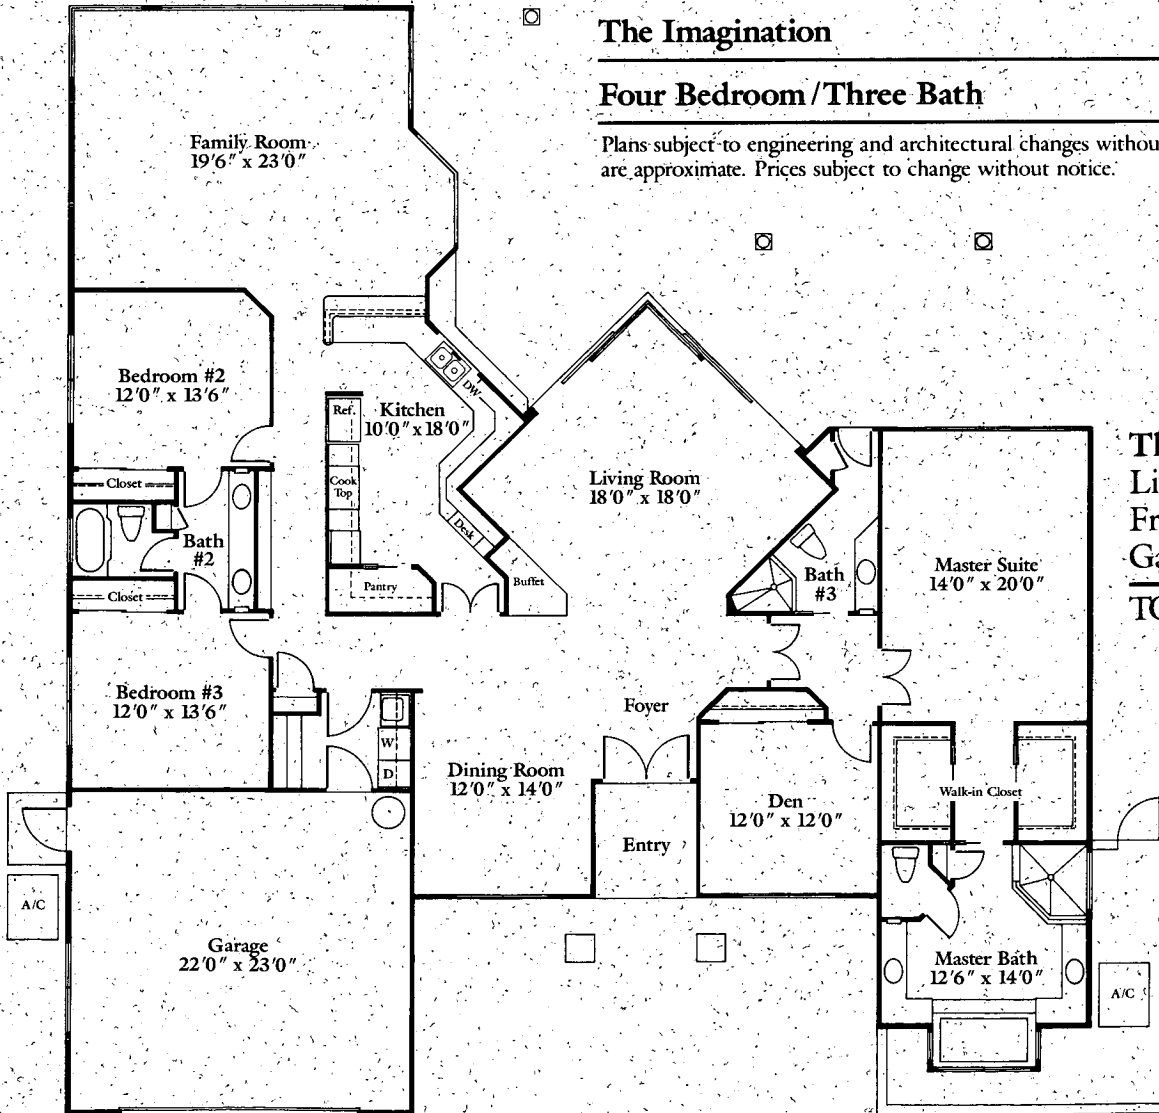 The Imagination
Four Bedroom/Three Bath
Plans subject to engineering and architectural changes
are approximate. Prices subject to change without notice.
Family Room
19'6" x 23'0"
Bedroom #2
12'0" x 13'6"
Kitchen
10'0" x 18'0"
Ref.
DW
Cook
Top
Closet
Bath
#2
Desk
Living Room
18'0" x 18'0"
Closet
Pantry
Buffet
Bath
#3
Master Suite
14'0" x 20'0"
Bedroom #3
12'0" x 13'6"
Foyer
W
D
Dining Room
12'0" x 14'0"
Den
12'0" x 12'0"
Walk-in Closet
Entry
A/C
Garage
22'0" x 23'0"
Master Bath
12'6" x 14'0"
A/C